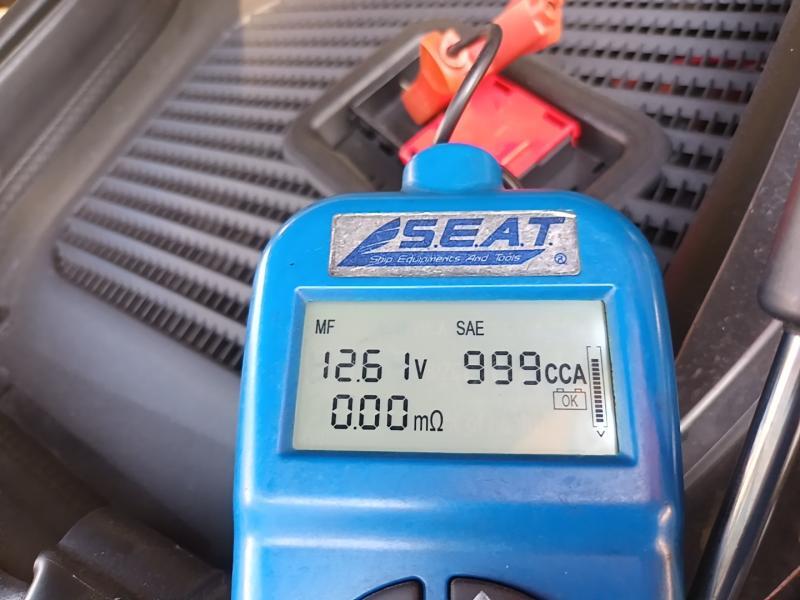 S.E.A.T.
Ship Equipments And Tools ®
MF SAE
12.61V 999CCA
OK
0.00mΩ